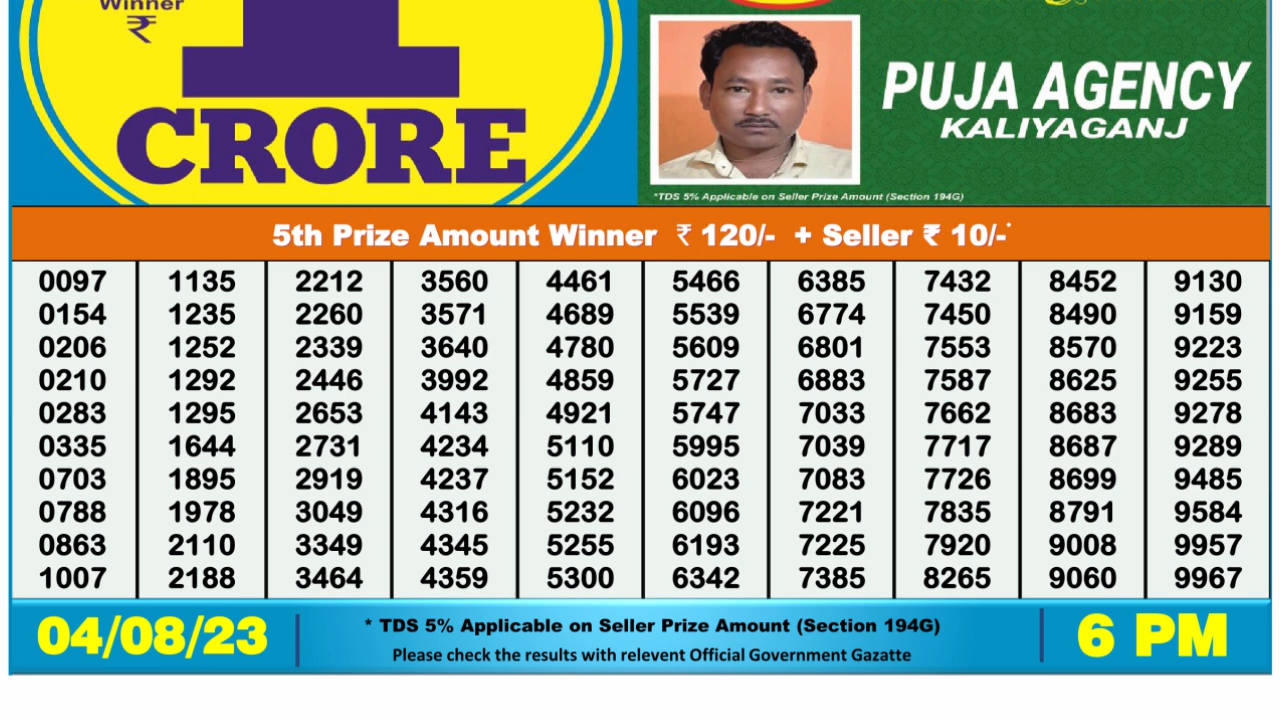 Winner
₹
1
CRORE
PUJA AGENCY
KALIYAGANJ
*TDS 5% Applicable on Seller Prize Amount (Section 194G)
5th Prize Amount Winner ₹ 120/- + Seller ₹ 10/-*
0097 1135 2212 3560 4461 5466 6385 7432 8452 9130
0154 1235 2260 3571 4689 5539 6774 7450 8490 9159
0206 1252 2339 3640 4780 5609 6801 7553 8570 9223
0210 1292 2446 3992 4859 5727 6883 7587 8625 9255
0283 1295 2653 4143 4921 5747 7033 7662 8683 9278
0335 1644 2731 4234 5110 5995 7039 7717 8687 9289
0703 1895 2919 4237 5152 6023 7083 7726 8699 9485
0788 1978 3049 4316 5232 6096 7221 7835 8791 9584
0863 2110 3349 4345 5255 6193 7225 7920 9008 9957
1007 2188 3464 4359 5300 6342 7385 8265 9060 9967
04/08/23
* TDS 5% Applicable on Seller Prize Amount (Section 194G)
Please check the results with relevent Official Government Gazatte
6 PM